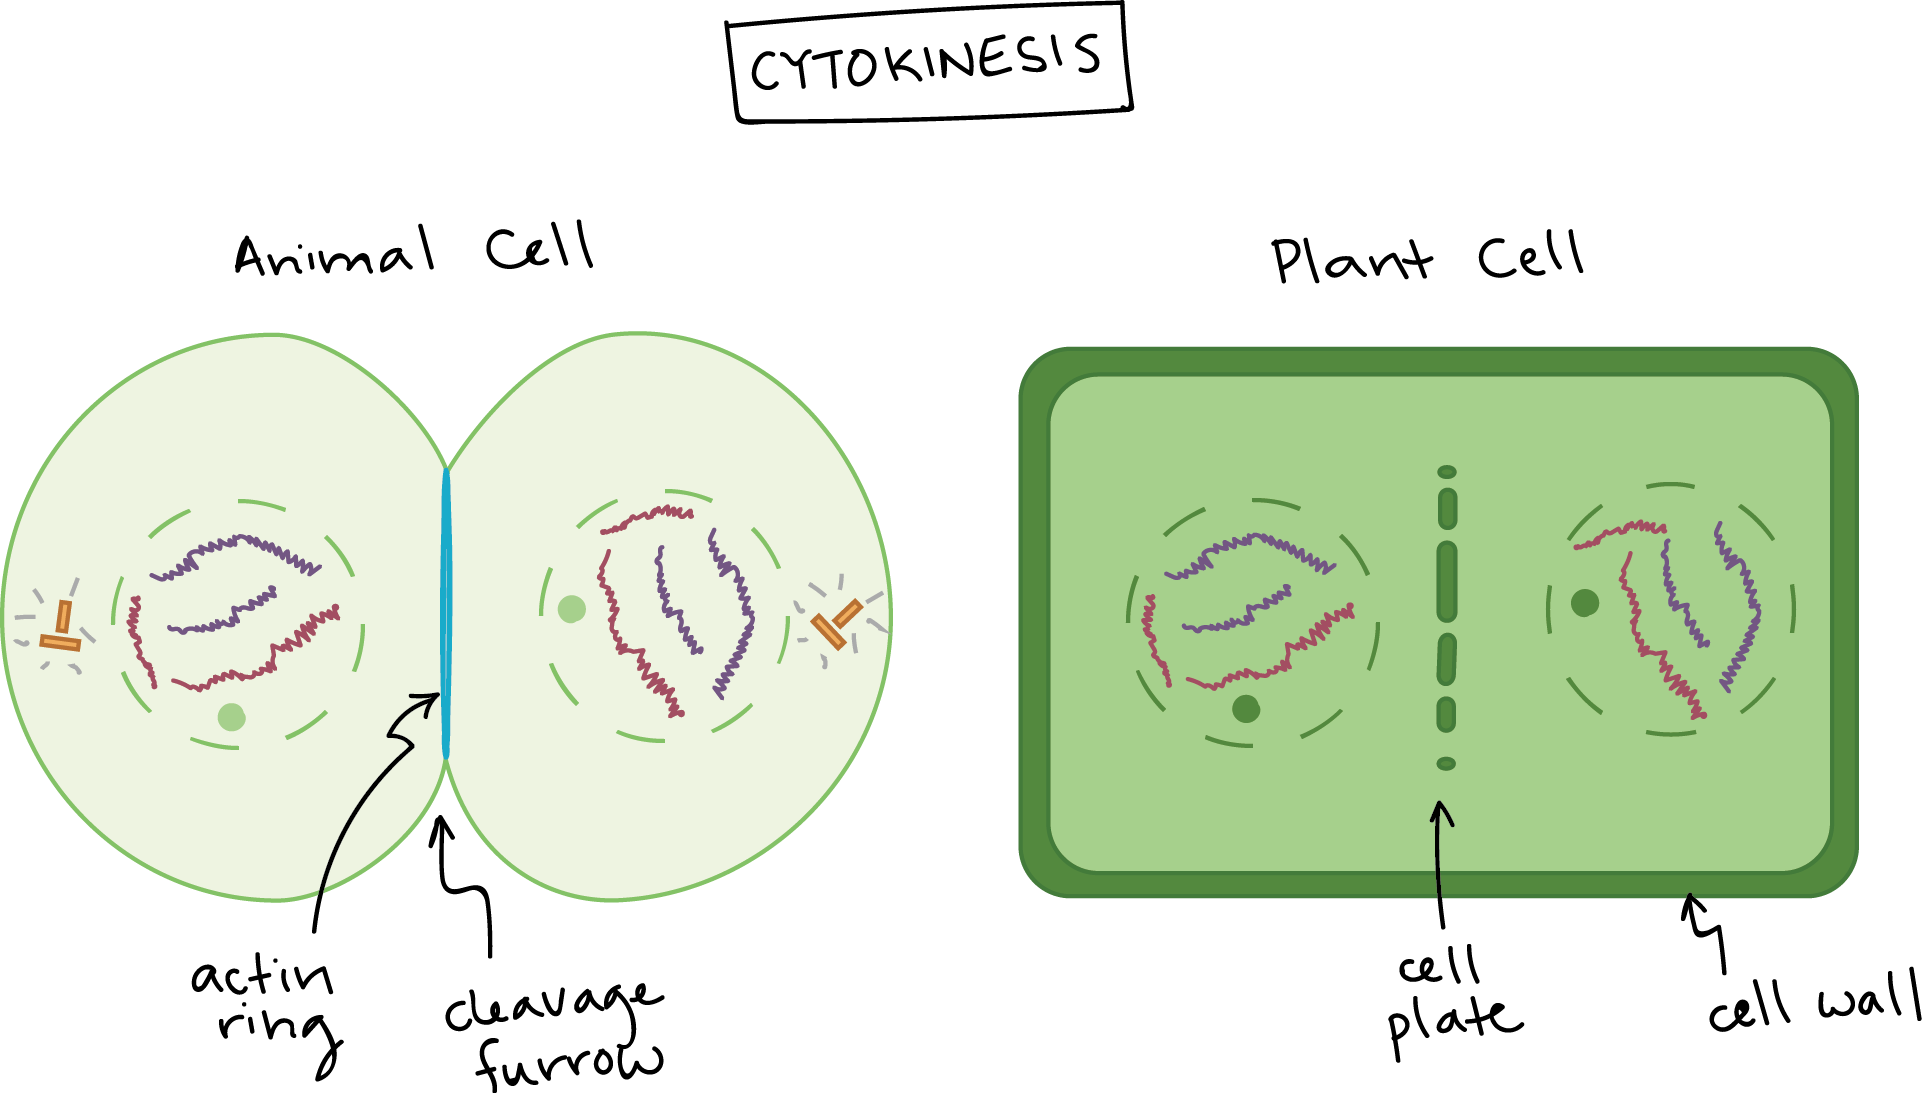 CYTOKINESIS
Animal Cell
Plant Cell
actin
ring
cleavage
furrow
cell
plate
cell wall